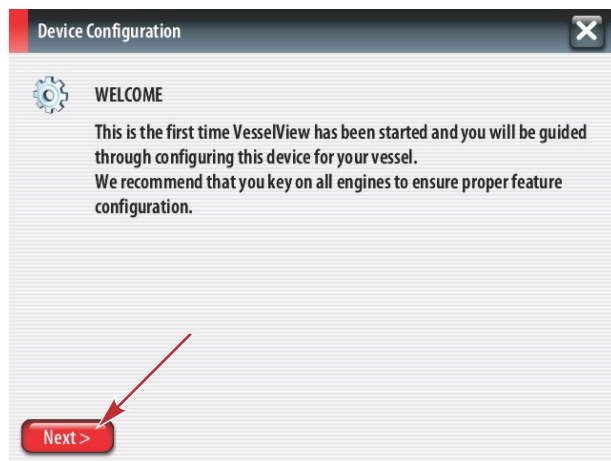 Device Configuration
WELCOME
This is the first time VesselView has been started and you will be guided
through configuring this device for your vessel.
We recommend that you key on all engines to ensure proper feature
configuration.
Next >